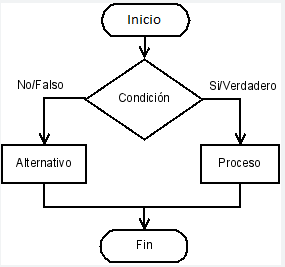 Inicio
No/Falso
Si/Verdadero
Condición
Alternativo
Proceso
Fin